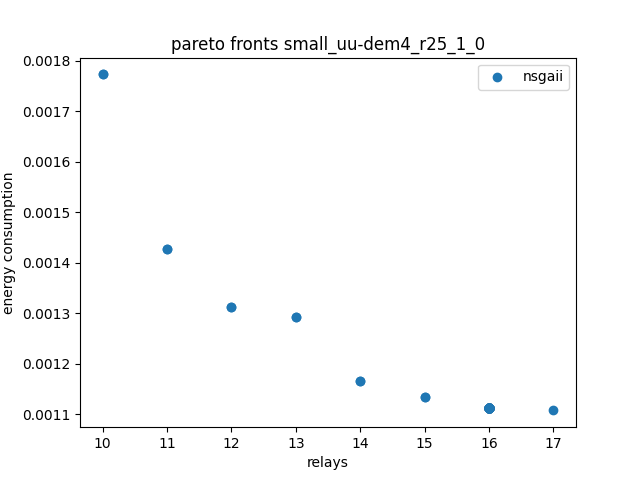 pareto fronts small_uu-dem4_r25_1_0
nsgaii
energy consumption
0.0018
0.0017
0.0016
0.0015
0.0014
0.0013
0.0012
0.0011
10 11 12 13 14 15 16 17
relays